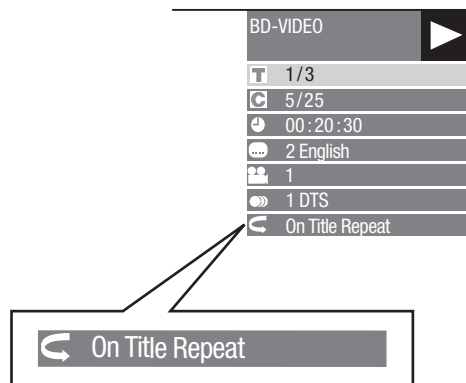 BD-VIDEO
T 1/3
C 5/25
00:20:30
2 English
1
1 DTS
On Title Repeat
On Title Repeat